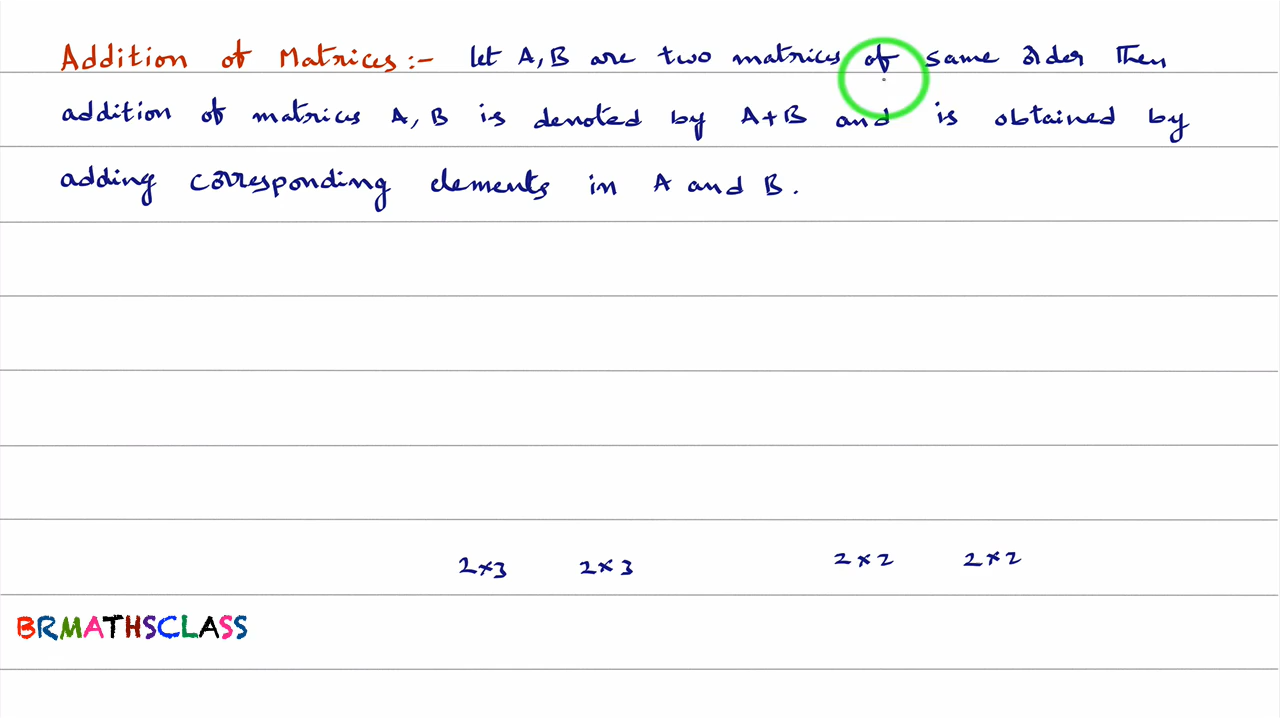 Addition of Matrices:- let A, B are two matrices of same order Then
addition of matrices A, B is denoted by A+B and is obtained by
adding corresponding elements in A and B.
2×3 2×3 2×2 2×2
BRMATHSCLASS